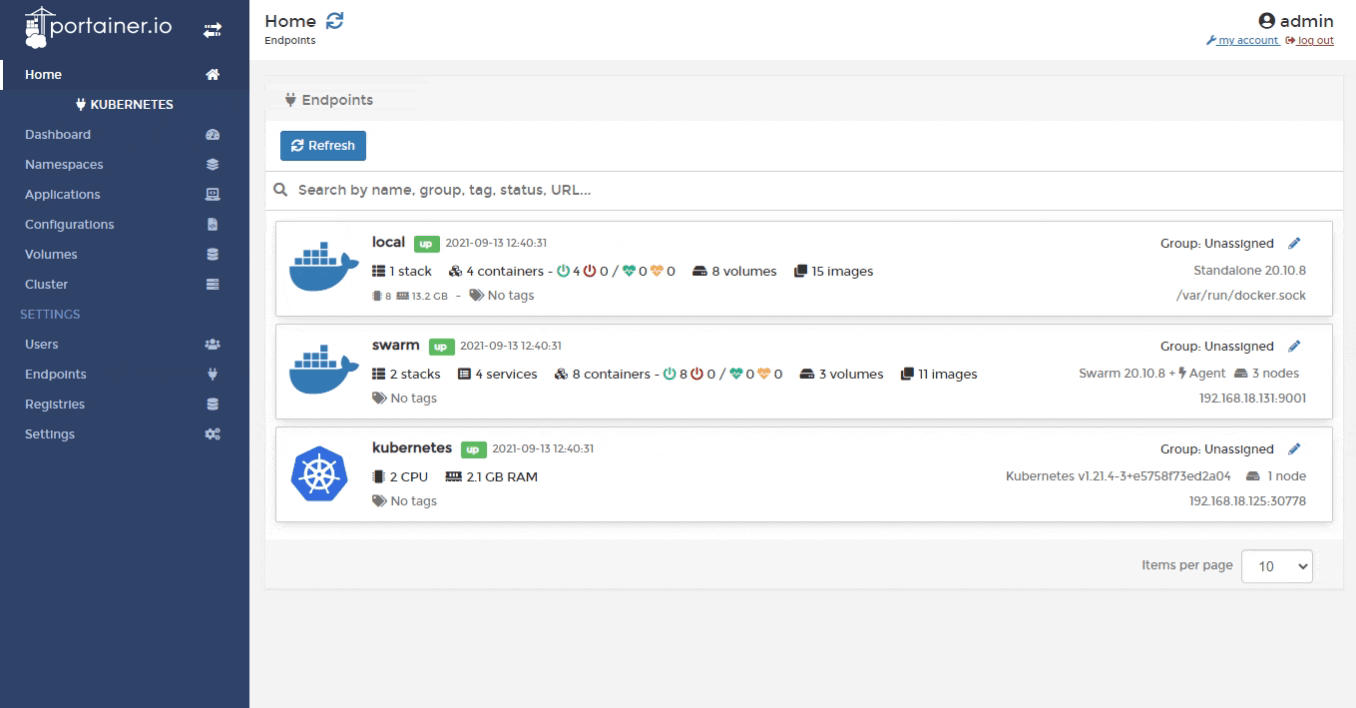 portainer.io
Home
KUBERNETES
Dashboard
Namespaces
Applications
Configurations
Volumes
Cluster
SETTINGS
Users
Endpoints
Registries
Settings
Home
Endpoints
admin
my account log out
Endpoints
Refresh
Search by name, group, tag, status, URL...
local up 2021-09-13 12:40:31 Group: Unassigned
1 stack 4 containers - 4 0 / 0 0 8 volumes 15 images Standalone 20.10.8
8 13.2 GB - No tags /var/run/docker.sock
swarm up 2021-09-13 12:40:31 Group: Unassigned
2 stacks 4 services 8 containers - 8 0 / 0 0 3 volumes 11 images Swarm 20.10.8 + Agent 3 nodes
No tags 192.168.18.131:9001
kubernetes up 2021-09-13 12:40:31 Group: Unassigned
2 CPU 2.1 GB RAM Kubernetes v1.21.4-3+e5758f73ed2a04 1 node
No tags 192.168.18.125:30778
Items per page 10